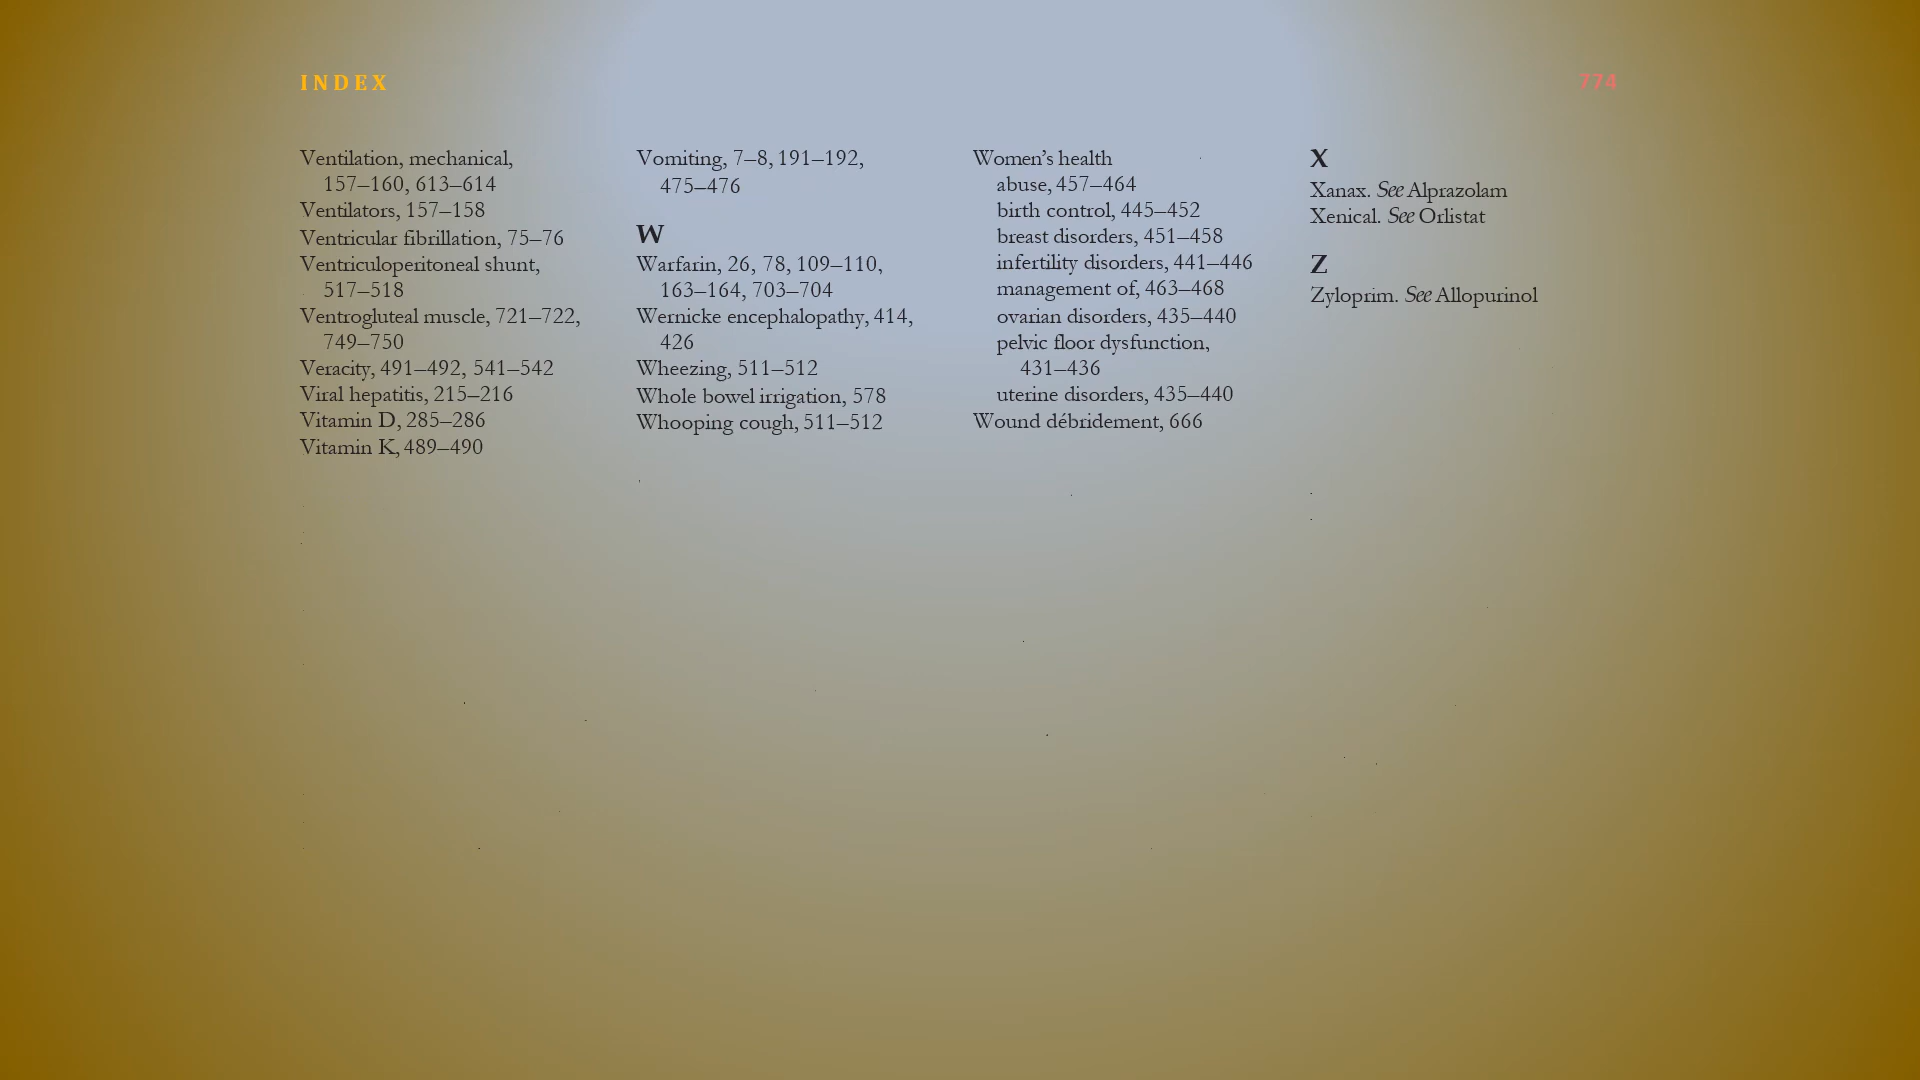 INDEX
774
Ventilation, mechanical,
157–160, 613–614
Ventilators, 157–158
Ventricular fibrillation, 75–76
Ventriculoperitoneal shunt,
517–518
Ventrogluteal muscle, 721–722,
749–750
Veracity, 491–492, 541–542
Viral hepatitis, 215–216
Vitamin D, 285–286
Vitamin K, 489–490
Vomiting, 7–8, 191–192,
475–476
W
Warfarin, 26, 78, 109–110,
163–164, 703–704
Wernicke encephalopathy, 414,
426
Wheezing, 511–512
Whole bowel irrigation, 578
Whooping cough, 511–512
Women’s health
abuse, 457–464
birth control, 445–452
breast disorders, 451–458
infertility disorders, 441–446
management of, 463–468
ovarian disorders, 435–440
pelvic floor dysfunction,
431–436
uterine disorders, 435–440
Wound débridement, 666
X
Xanax. See Alprazolam
Xenical. See Orlistat
Z
Zyloprim. See Allopurinol